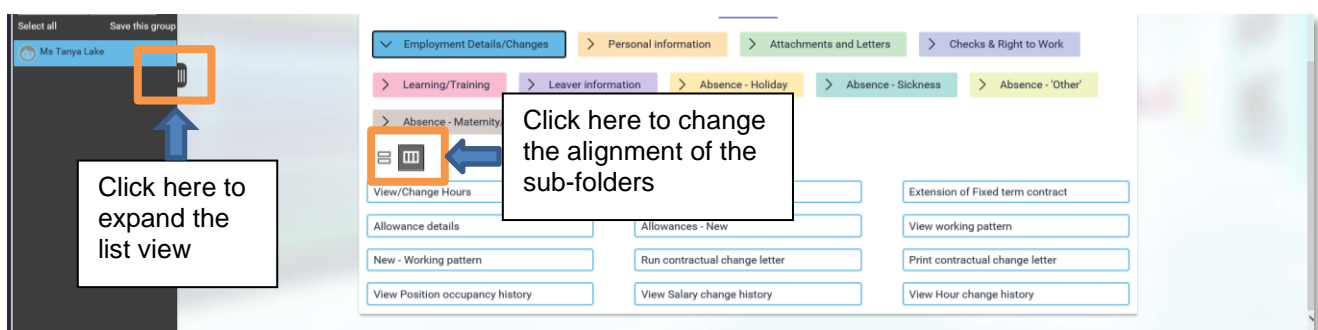 Select all Save this group
Ms Tanya Lake
Employment Details/Changes Personal information Attachments and Letters Checks & Right to Work
Learning/Training Leaver information Absence - Holiday Absence - Sickness Absence - 'Other'
Absence - Maternity
Click here to change
the alignment of the
sub-folders
Click here to
expand the
list view
View/Change Hours Extension of Fixed term contract
Allowance details Allowances - New View working pattern
New - Working pattern Run contractual change letter Print contractual change letter
View Position occupancy history View Salary change history View Hour change history